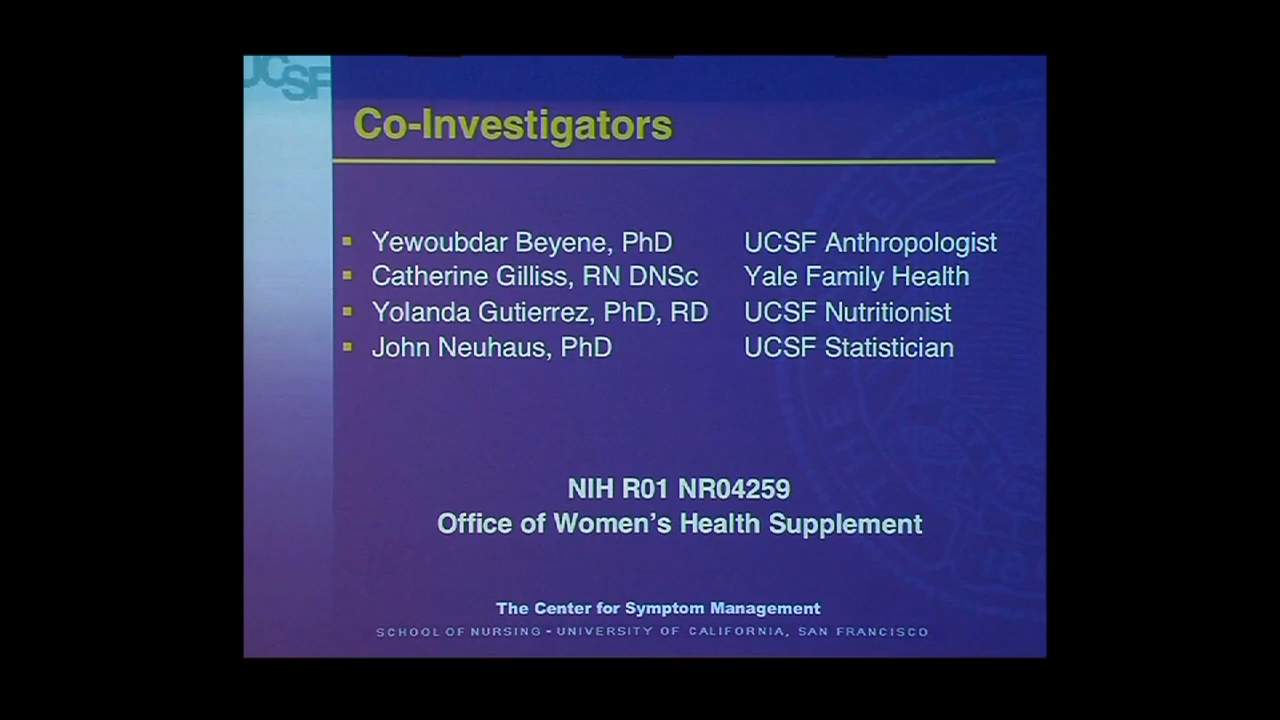 UCSF
Co-Investigators
▪ Yewoubdar Beyene, PhD UCSF Anthropologist
▪ Catherine Gilliss, RN DNSc Yale Family Health
▪ Yolanda Gutierrez, PhD, RD UCSF Nutritionist
▪ John Neuhaus, PhD UCSF Statistician
NIH R01 NR04259
Office of Women's Health Supplement
The Center for Symptom Management
SCHOOL OF NURSING - UNIVERSITY OF CALIFORNIA, SAN FRANCISCO